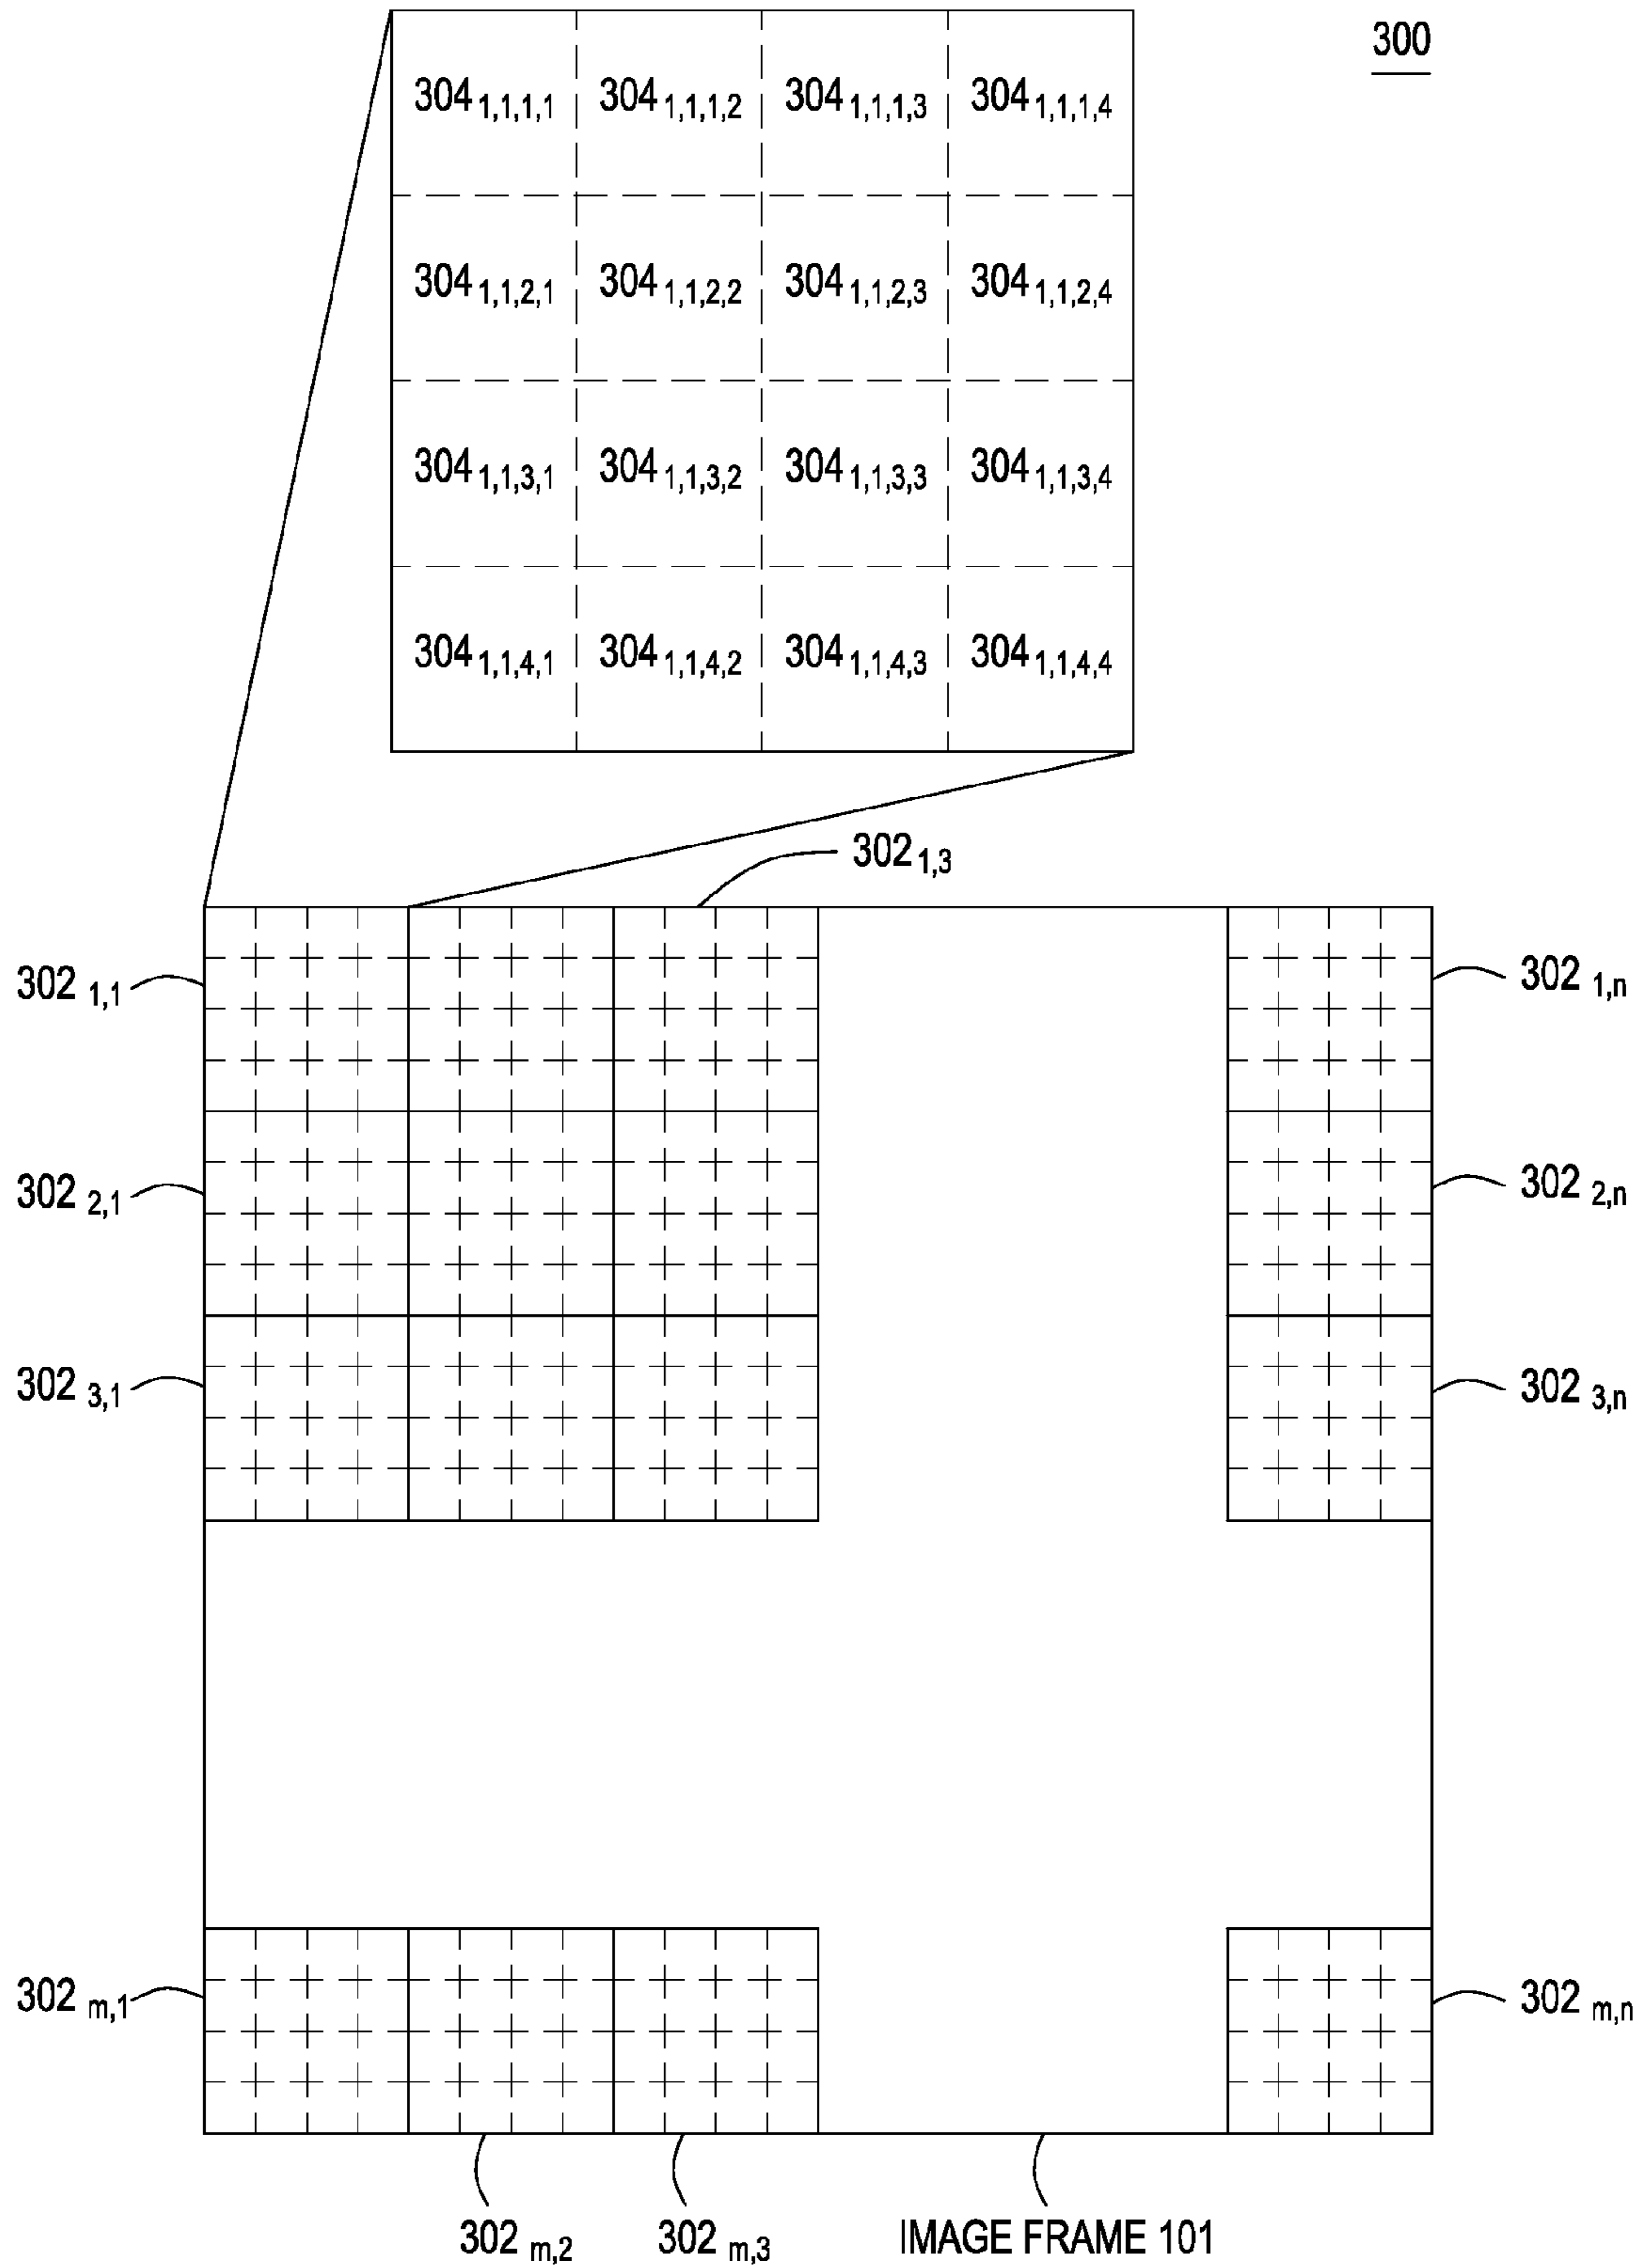 300
304 1,1,1,1 304 1,1,1,2 304 1,1,1,3 304 1,1,1,4
304 1,1,2,1 304 1,1,2,2 304 1,1,2,3 304 1,1,2,4
304 1,1,3,1 304 1,1,3,2 304 1,1,3,3 304 1,1,3,4
304 1,1,4,1 304 1,1,4,2 304 1,1,4,3 304 1,1,4,4
302 1,3
302 1,1
302 1,n
302 2,1
302 2,n
302 3,1
302 3,n
302 m,1
302 m,n
302 m,2
302 m,3
IMAGE FRAME 101